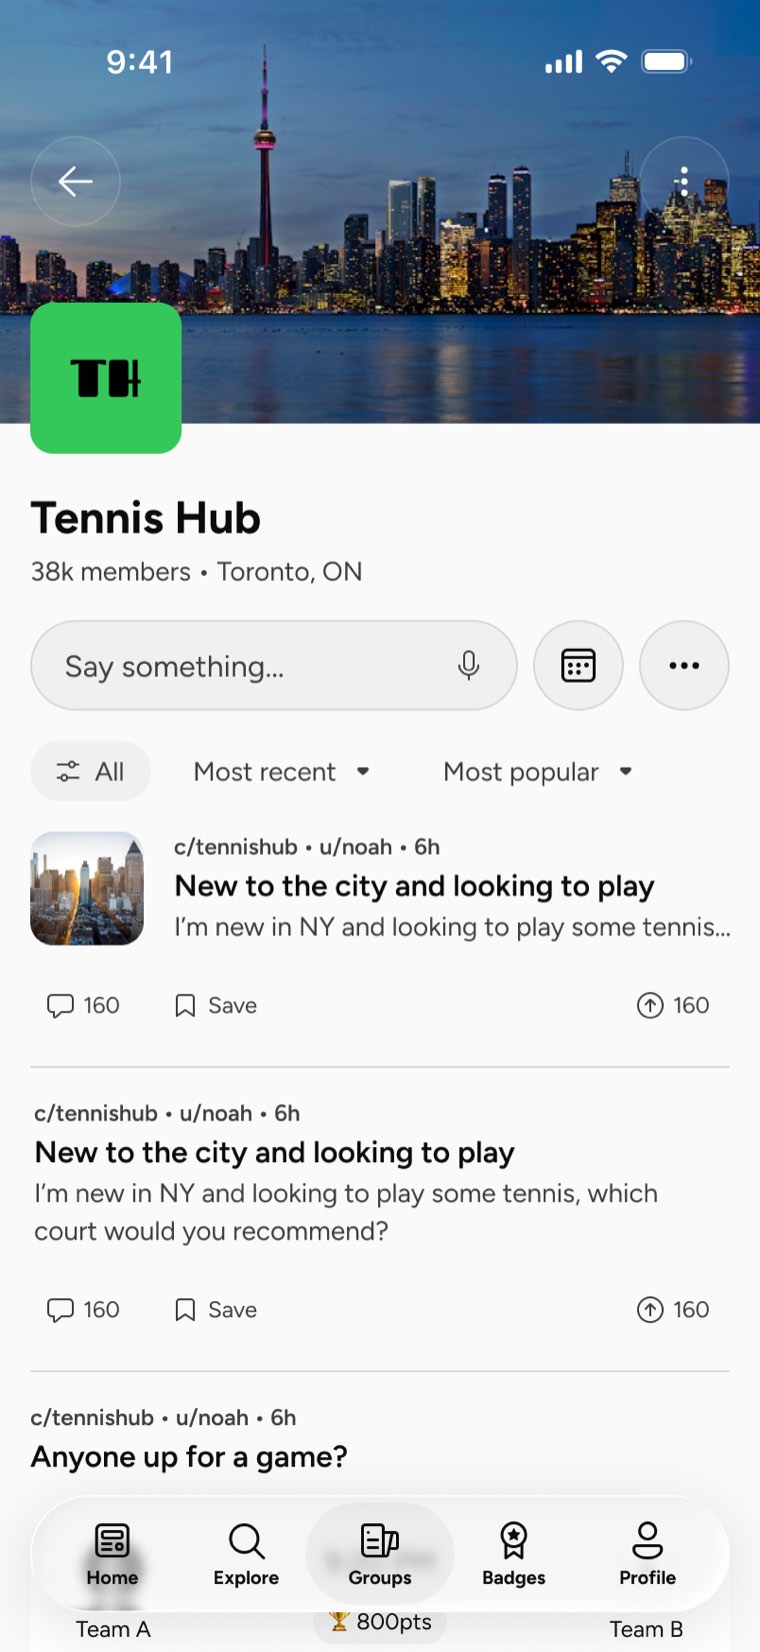 9:41
TH
Tennis Hub
38k members • Toronto, ON
Say something...
All
Most recent
Most popular
c/tennishub • u/noah • 6h
New to the city and looking to play
I’m new in NY and looking to play some tennis...
160
Save
160
c/tennishub • u/noah • 6h
New to the city and looking to play
I’m new in NY and looking to play some tennis, which
court would you recommend?
160
Save
160
c/tennishub • u/noah • 6h
Anyone up for a game?
Home
Explore
Groups
Badges
Profile
Team A
🏆 800pts
Team B